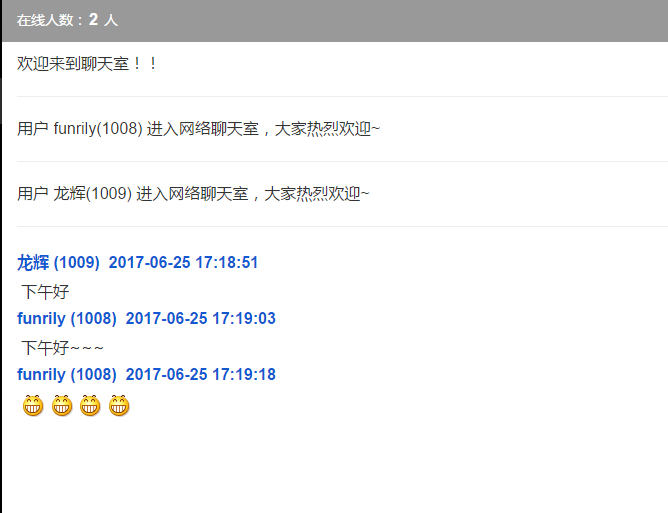 在线人数：2 人
欢迎来到聊天室！！
用户 funrily(1008) 进入网络聊天室，大家热烈欢迎~
用户 龙辉(1009) 进入网络聊天室，大家热烈欢迎~
龙辉 (1009) 2017-06-25 17:18:51
下午好
funrily (1008) 2017-06-25 17:19:03
下午好~~~
funrily (1008) 2017-06-25 17:19:18